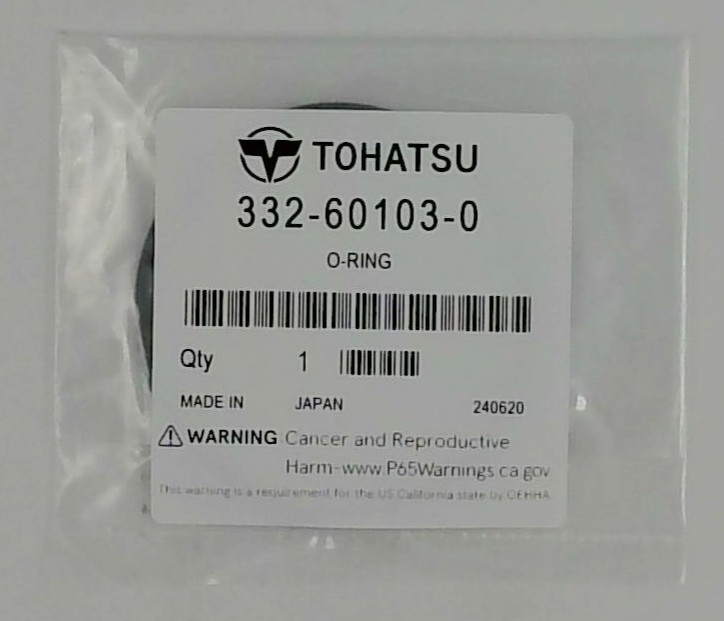 TOHATSU
332-60103-0
O-RING
Qty 1
MADE IN JAPAN 240620
WARNING Cancer and Reproductive
Harm-www.P65Warnings.ca.gov
This warning is a requirement for the US California state by OEHHA